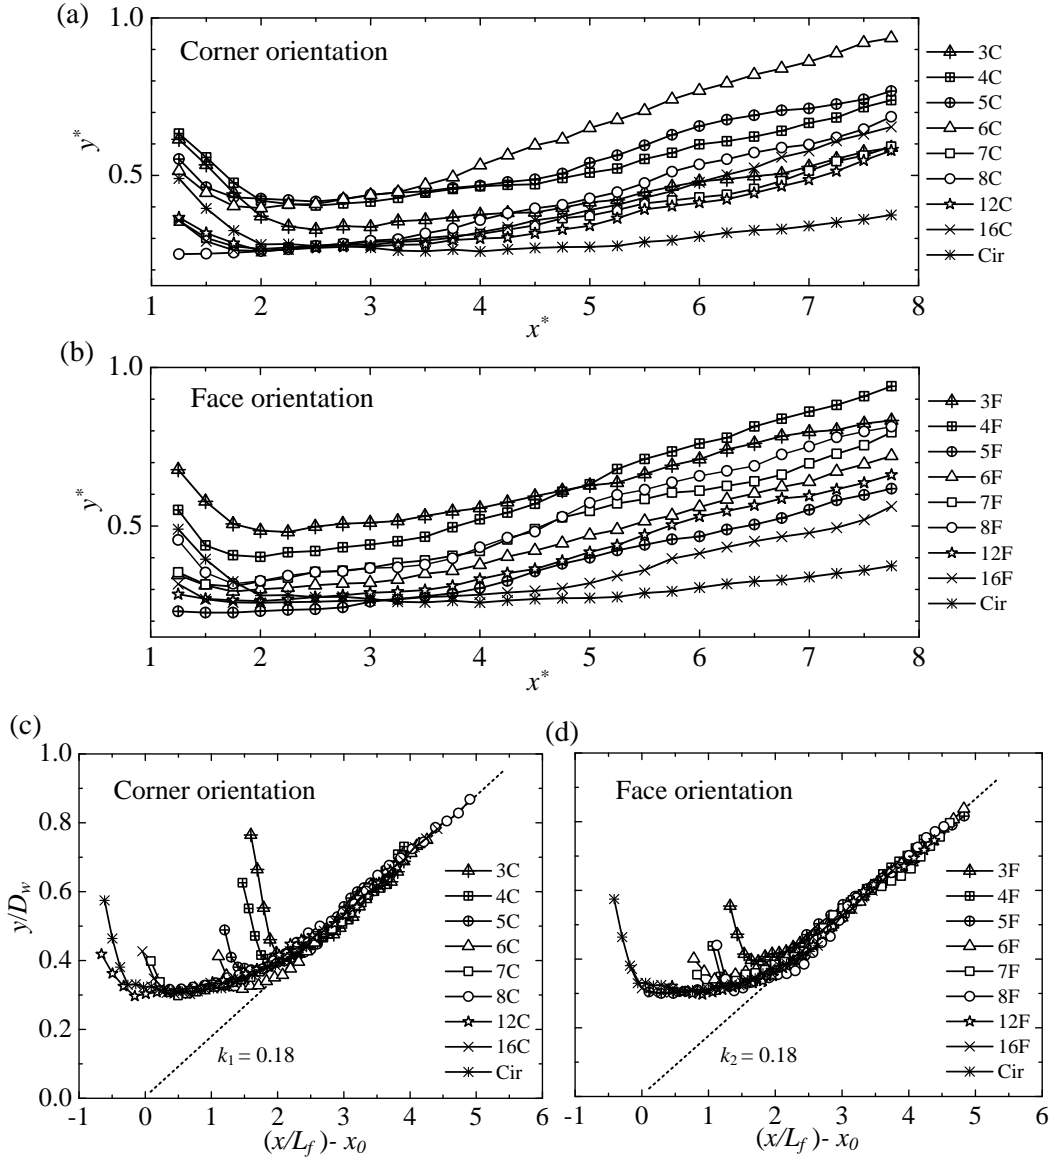 (a)
1.0
0.5
y*
Corner orientation
3C
4C
5C
6C
7C
8C
12C
16C
Cir
1 2 3 4 5 6 7 8
x*
(b)
1.0
0.5
y*
Face orientation
3F
4F
5F
6F
7F
8F
12F
16F
Cir
1 2 3 4 5 6 7 8
x*
(c)
1.0
0.8
0.6
0.4
0.2
0.0
y/D_w
Corner orientation
3C
4C
5C
6C
7C
8C
12C
16C
Cir
k₁ = 0.18
-1 0 1 2 3 4 5 6
(x/L_f) - x₀
(d)
Face orientation
3F
4F
5F
6F
7F
8F
12F
16F
Cir
k₂ = 0.18
-1 0 1 2 3 4 5 6
(x/L_f) - x₀